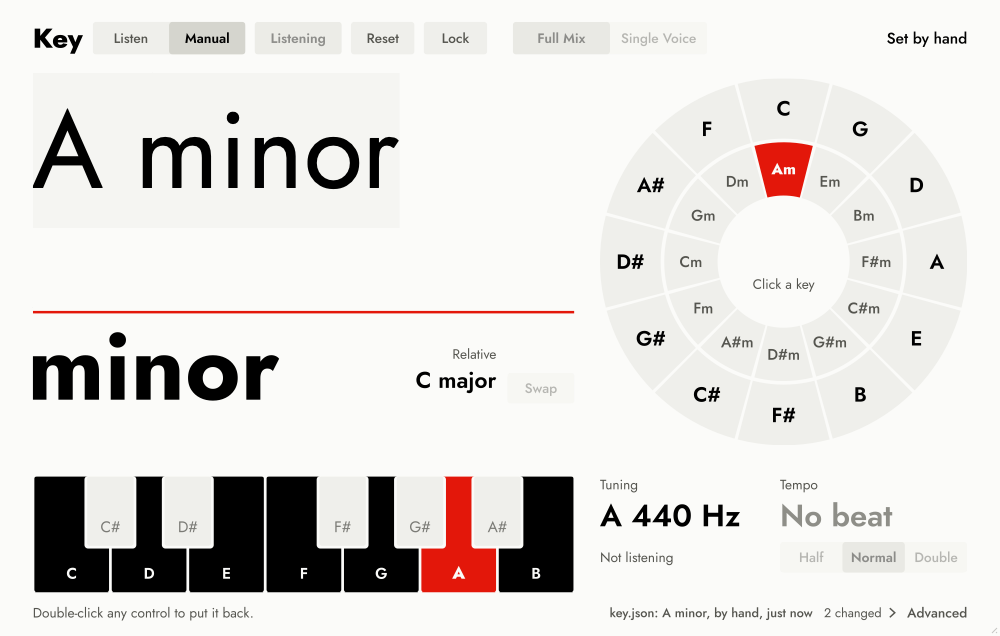 Key Listen Manual Listening Reset Lock Full Mix Single Voice Set by hand
A minor
minor
Relative
C major Swap
C
G
D
A
E
B
F#
C#
G#
D#
A#
F
Am
Em
Bm
F#m
C#m
G#m
D#m
A#m
Fm
Cm
Gm
Dm
Click a key
C# D# F# G# A#
C D E F G A B
Tuning
A 440 Hz
Not listening
Tempo
No beat
Half Normal Double
Double-click any control to put it back.
key.json: A minor, by hand, just now 2 changed > Advanced